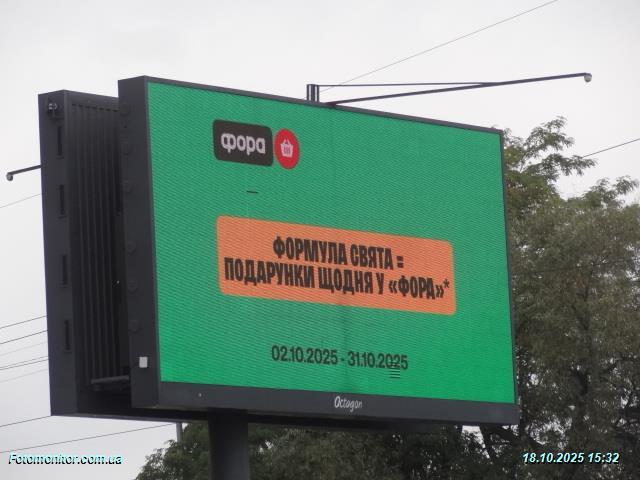 фора
ФОРМУЛА СВЯТА =
ПОДАРУНКИ ЩОДНЯ У «ФОРА»*
02.10.2025 - 31.10.2025
Octagon
Fotomonitor.com.ua
18.10.2025 15:32